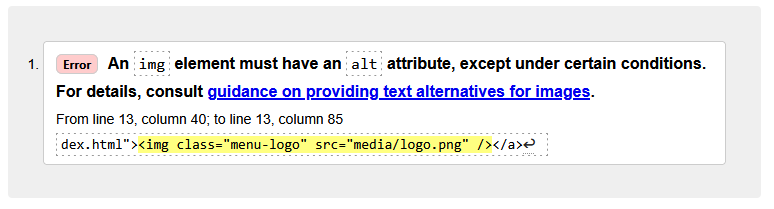 1. Error An img element must have an alt attribute, except under certain conditions.
For details, consult guidance on providing text alternatives for images.
From line 13, column 40; to line 13, column 85
dex.html"><img class="menu-logo" src="media/logo.png" /></a>↩